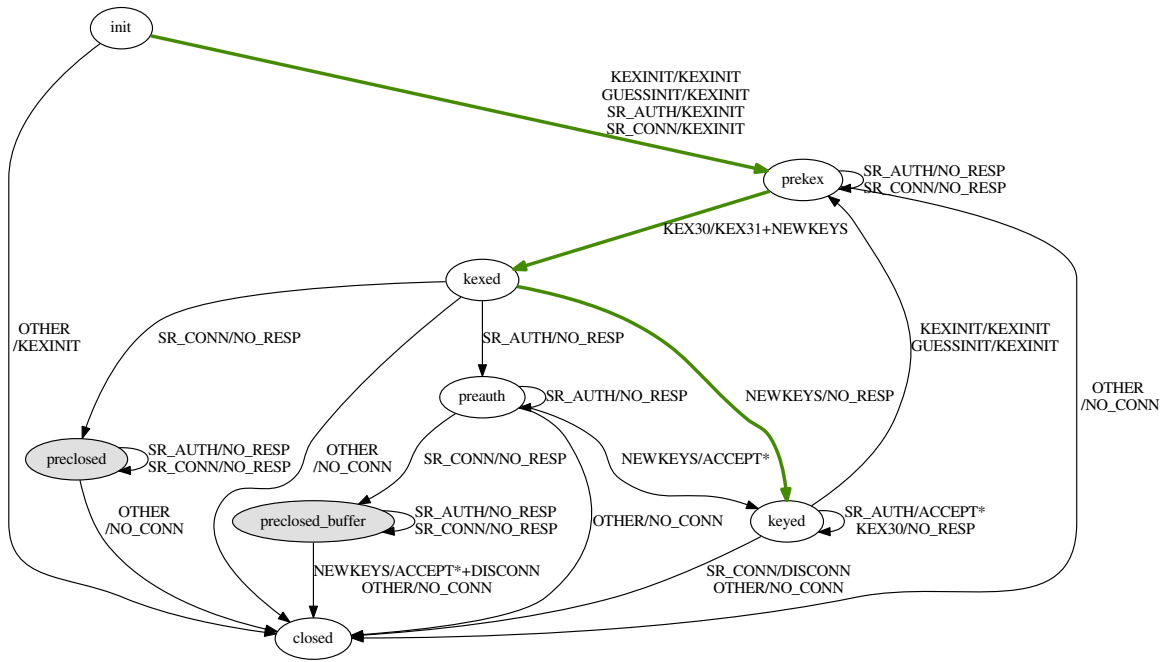 init
KEXINIT/KEXINIT
GUESSINIT/KEXINIT
SR_AUTH/KEXINIT
SR_CONN/KEXINIT
prekex
SR_AUTH/NO_RESP
SR_CONN/NO_RESP
KEX30/KEX31+NEWKEYS
kexed
OTHER
/KEXINIT
SR_CONN/NO_RESP
SR_AUTH/NO_RESP
KEXINIT/KEXINIT
GUESSINIT/KEXINIT
preauth
SR_AUTH/NO_RESP
NEWKEYS/NO_RESP
OTHER
/NO_CONN
preclosed
SR_AUTH/NO_RESP
SR_CONN/NO_RESP
OTHER
/NO_CONN
SR_CONN/NO_RESP
NEWKEYS/ACCEPT*
OTHER
/NO_CONN
preclosed_buffer
SR_AUTH/NO_RESP
SR_CONN/NO_RESP
OTHER/NO_CONN
keyed
SR_AUTH/ACCEPT*
KEX30/NO_RESP
NEWKEYS/ACCEPT*+DISCONN
OTHER/NO_CONN
SR_CONN/DISCONN
OTHER/NO_CONN
closed